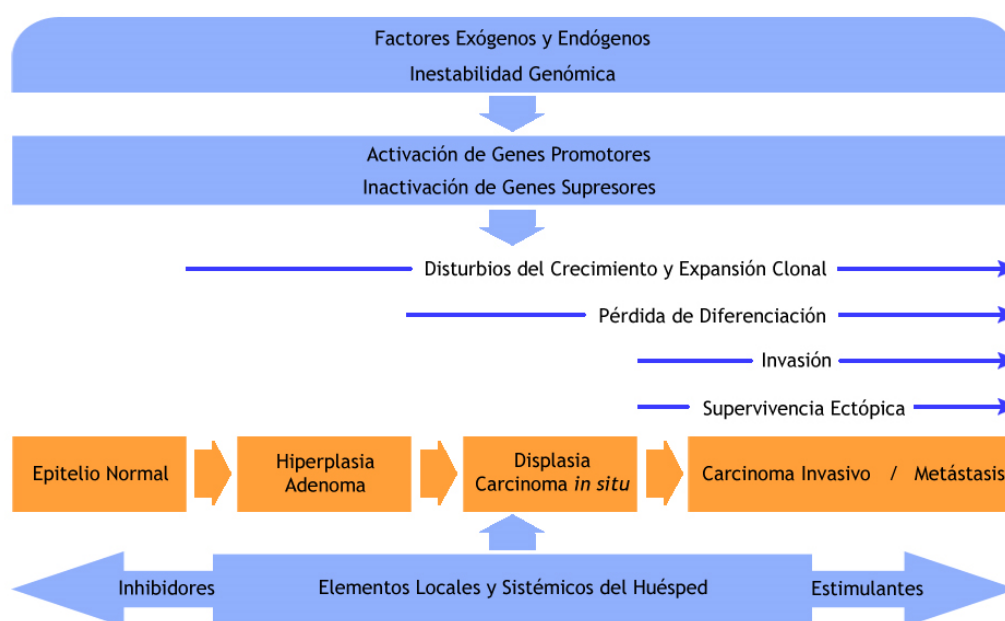 Factores Exógenos y Endógenos
Inestabilidad Genómica
Activación de Genes Promotores
Inactivación de Genes Supresores
Disturbios del Crecimiento y Expansión Clonal
Pérdida de Diferenciación
Invasión
Supervivencia Ectópica
Epitelio Normal
Hiperplasia
Adenoma
Displasia
Carcinoma in situ
Carcinoma Invasivo / Metástasis
Inhibidores
Elementos Locales y Sistémicos del Huésped
Estimulantes